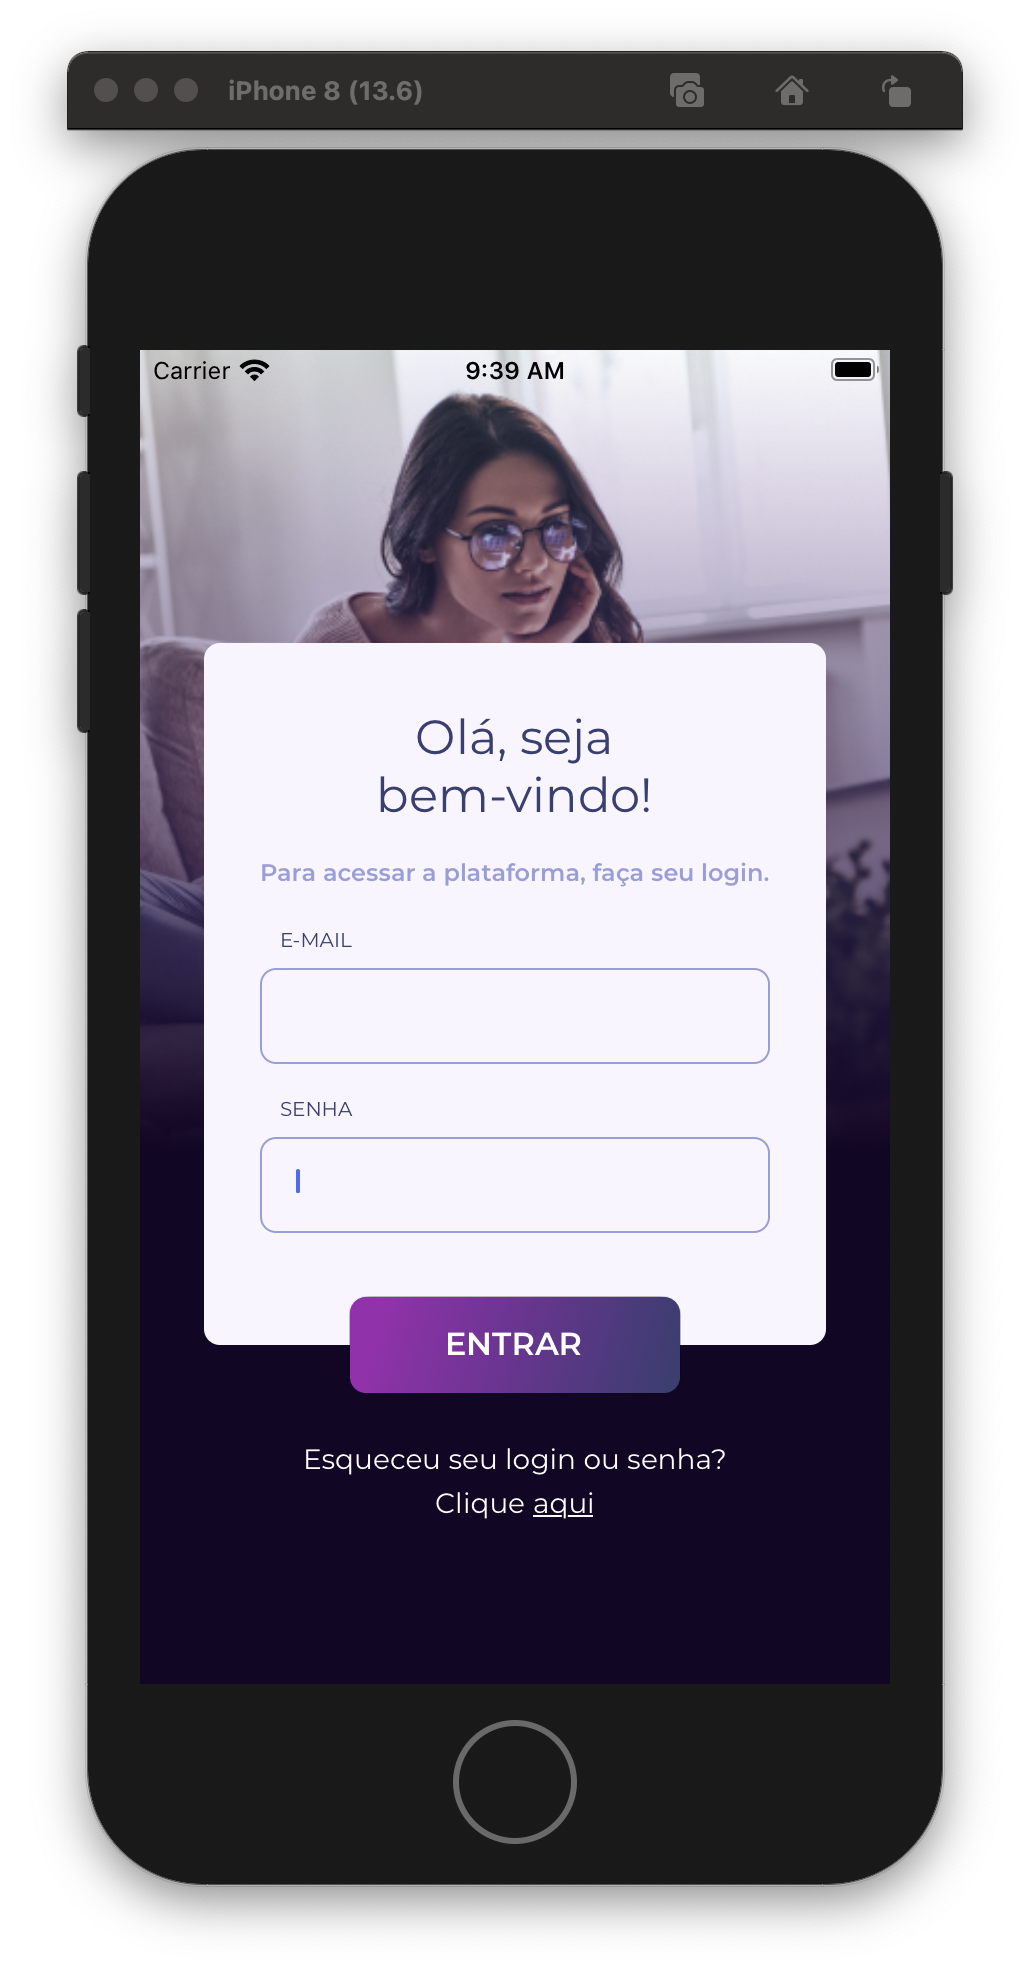 iPhone 8 (13.6)
Carrier 9:39 AM
Olá, seja
bem-vindo!
Para acessar a plataforma, faça seu login.
E-MAIL
SENHA
ENTRAR
Esqueceu seu login ou senha?
Clique aqui